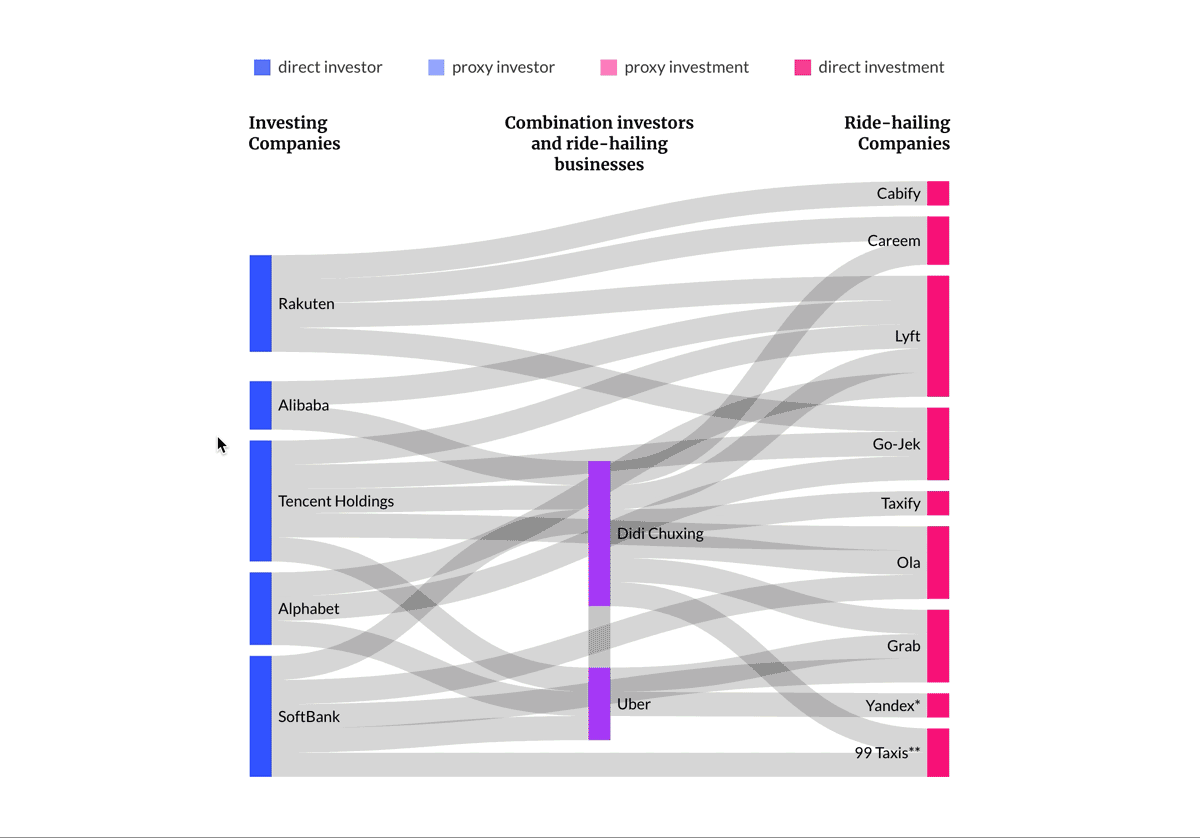 direct investor
proxy investor
proxy investment
direct investment
Investing
Companies
Combination investors
and ride-hailing
businesses
Ride-hailing
Companies
Cabify
Careem
Rakuten
Lyft
Alibaba
Go-Jek
Tencent Holdings
Taxify
Didi Chuxing
Ola
Alphabet
Grab
Uber
Yandex*
SoftBank
99 Taxis**